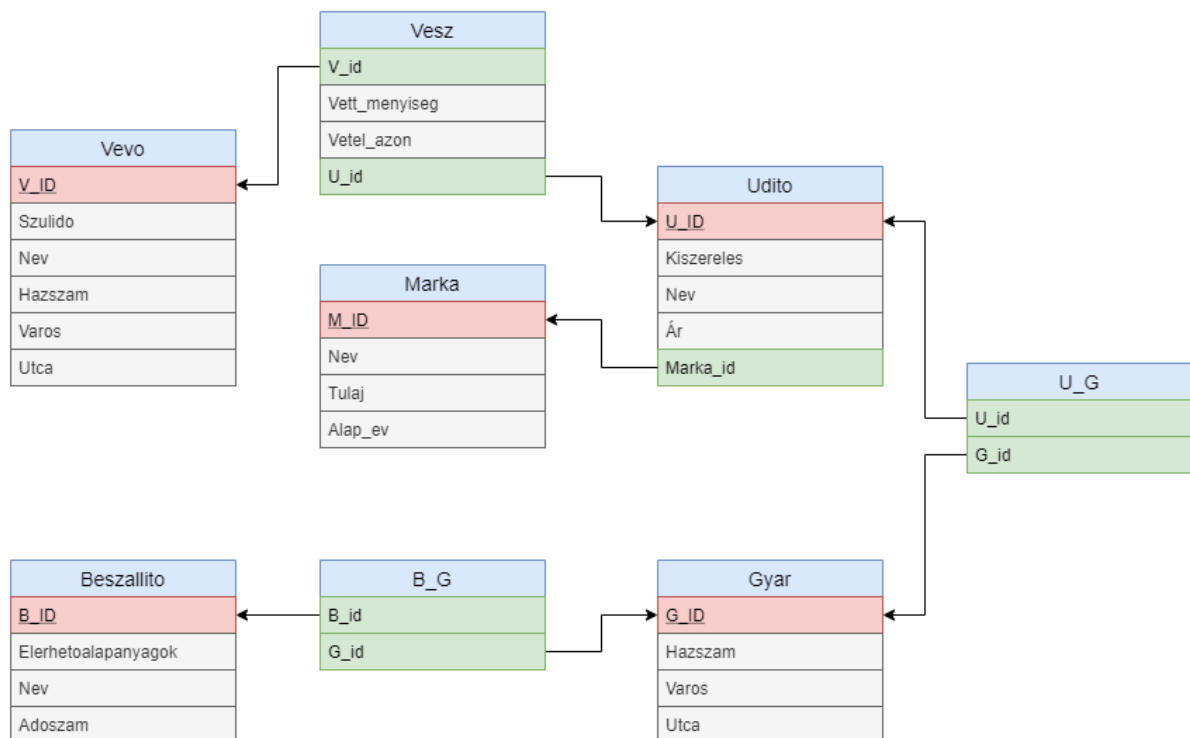 Vesz
V_id
Vett_menyiseg
Vetel_azon
U_id
Vevo
V_ID
Szulido
Nev
Hazszam
Varos
Utca
Udito
U_ID
Kiszereles
Nev
Ár
Marka_id
Marka
M_ID
Nev
Tulaj
Alap_ev
U_G
U_id
G_id
Beszallito
B_ID
Elerhetoalapanyagok
Nev
Adoszam
B_G
B_id
G_id
Gyar
G_ID
Hazszam
Varos
Utca